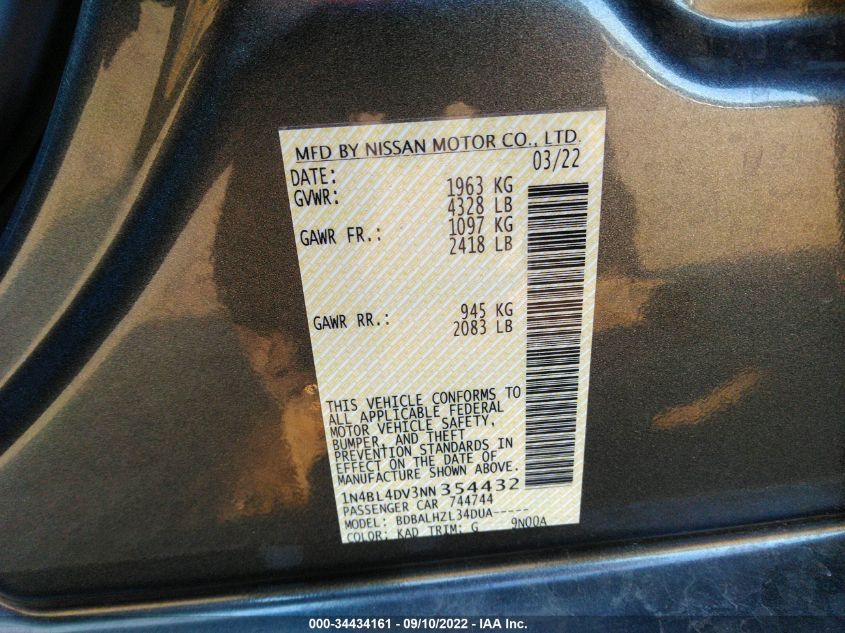 MFD BY NISSAN MOTOR CO., LTD.
DATE: 03/22
GVWR: 1963 KG
4328 LB
GAWR FR.: 1097 KG
2418 LB
GAWR RR.: 945 KG
2083 LB
THIS VEHICLE CONFORMS TO
ALL APPLICABLE FEDERAL
MOTOR VEHICLE SAFETY,
BUMPER, AND THEFT
PREVENTION STANDARDS IN
EFFECT ON THE DATE OF
MANUFACTURE SHOWN ABOVE.
1N4BL4DV3NN354432
PASSENGER CAR 744744
MODEL: BDBALHZL34DUA-----
COLOR: KAD TRIM: G 9N00A
000-34434161 - 09/10/2022 - IAA Inc.